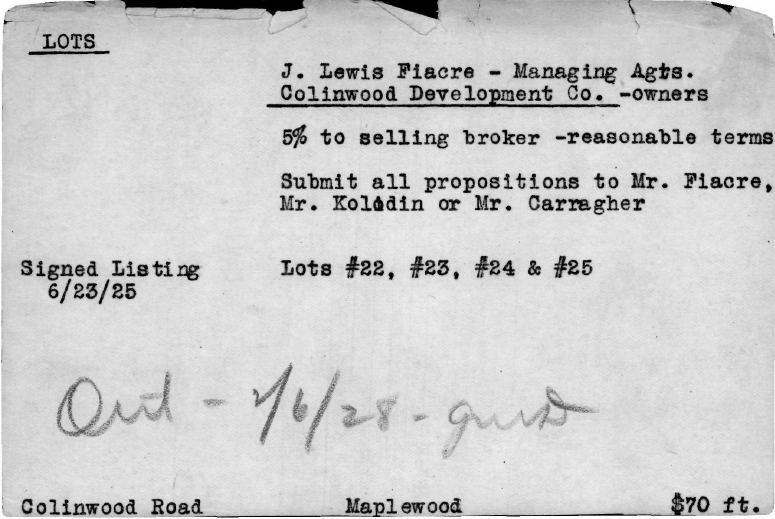 LOTS
J. Lewis Fiacre - Managing Agts.
Colinwood Development Co. -owners
5% to selling broker -reasonable terms
Submit all propositions to Mr. Fiacre,
Mr. Kolodin or Mr. Carragher
Signed Listing Lots #22, #23, #24 & #25
6/23/25
Out - 2/6/28 -
Colinwood Road Maplewood $70 ft.